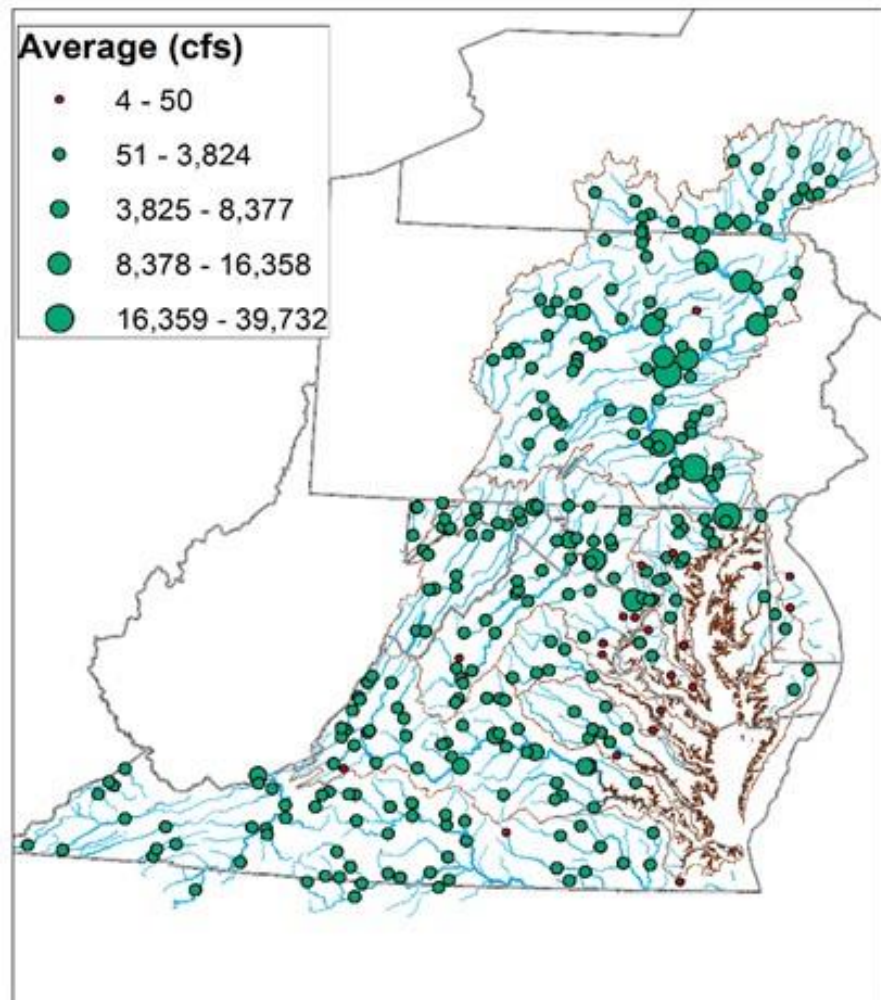 Average (cfs)
4 - 50
51 - 3,824
3,825 - 8,377
8,378 - 16,358
16,359 - 39,732